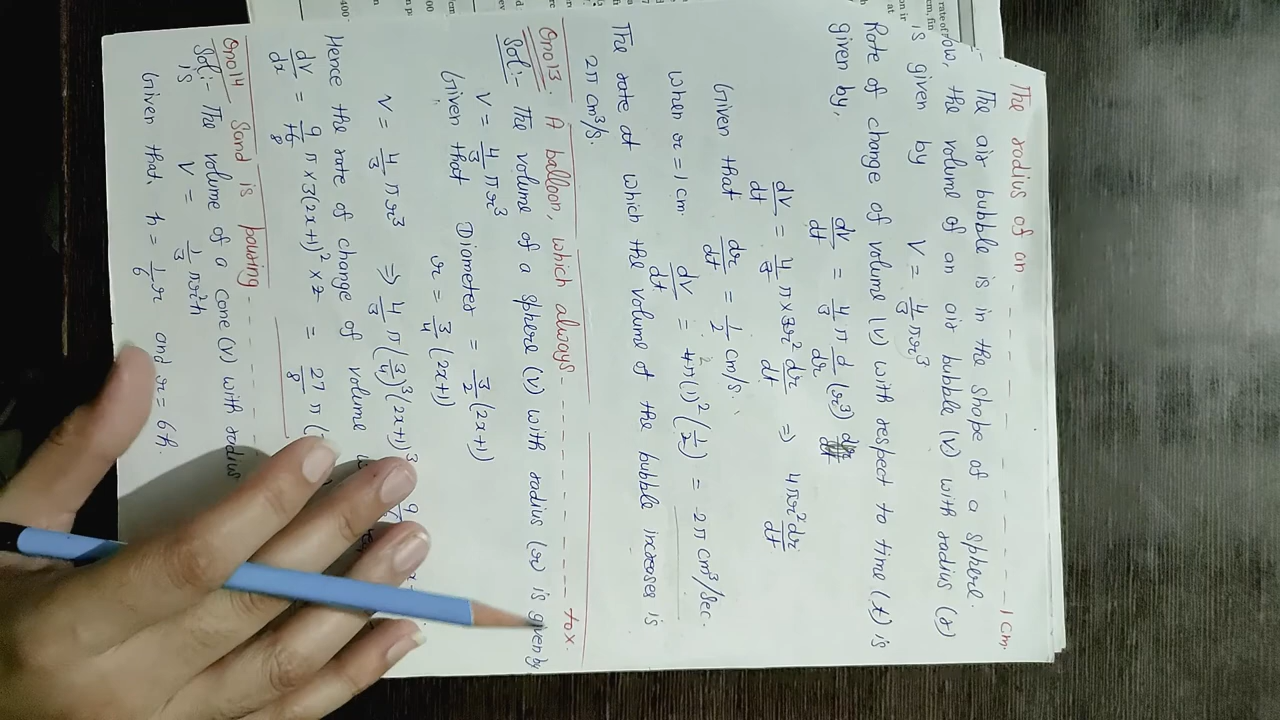 The radius of an - - - - - - - - - - 1 cm.
The air bubble is in the shape of a sphere.
the volume of an air bubble (V) with radius (r)
is given by V = 4/3 πr³
Rate of change of volume (V) with respect to time (t) is
given by,
dV/dt = 4/3 π d/dr (r³) dr/dt
dV/dt = 4/3 π × 3r² dr/dt ⇒ 4πr² dr/dt
Given that dr/dt = 1/2 cm/s.
when r = 1 cm dV/dt = 4π(1)² (1/2) = 2π cm³/sec.
The rate at which the volume of the bubble increases is
2π cm³/s.
Qno 13. A balloon, which always - - - - - - - - - - to x.
Sol:- The volume of a sphere (V) with radius (r) is given by
V = 4/3 πr³
Given that Diameter = 3/2 (2x+1)
r = 3/4 (2x+1)
V = 4/3 πr³ ⇒ 4/3 π (3/4)³ (2x+1)³
Hence the rate of change of volume
dV/dx = 9/16 π × 3(2x+1)² × 2 = 27/8 π (
Qno 14 Sand is pouring - - - - - -
Sol:- The volume of a cone (V) with radius
is V = 1/3 πr²h
Given that, h = 1/6 r and r = 6h.